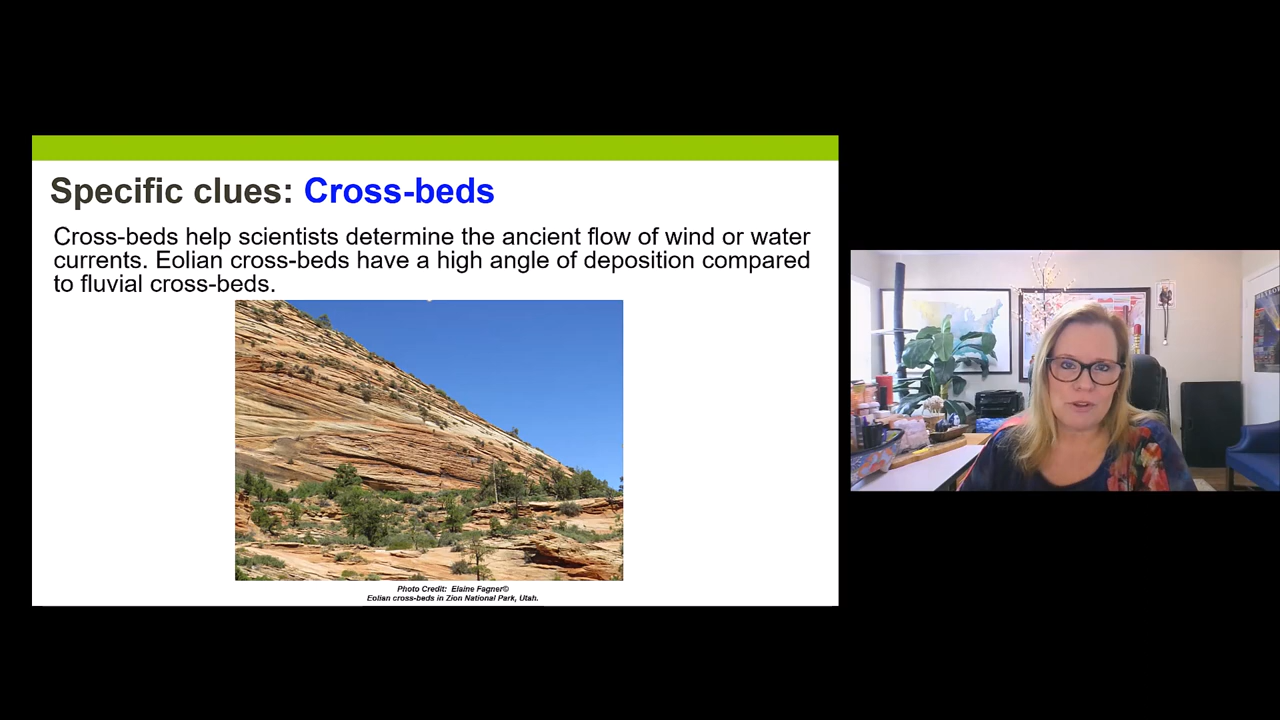 Specific clues: Cross-beds
Cross-beds help scientists determine the ancient flow of wind or water
currents. Eolian cross-beds have a high angle of deposition compared
to fluvial cross-beds.
Photo Credit:  Elaine Fagner©
Eolian cross-beds in Zion National Park, Utah.